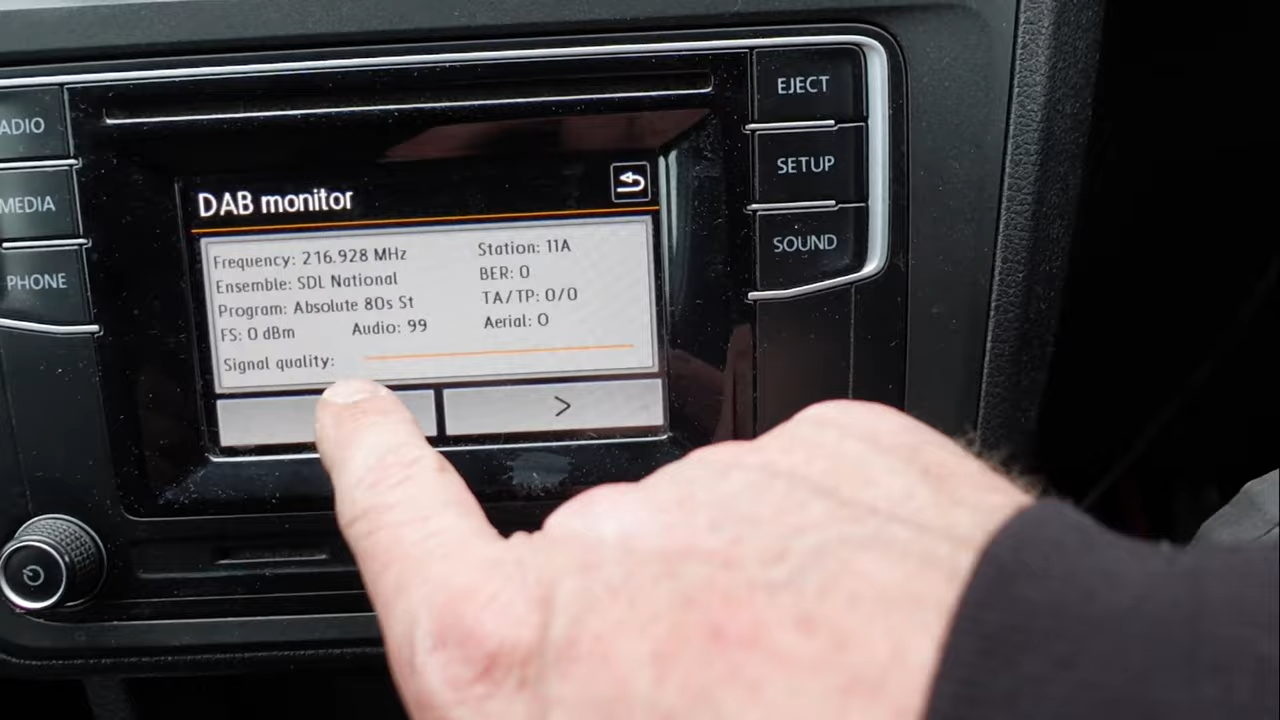 ADIO
MEDIA
PHONE
EJECT
SETUP
SOUND
DAB monitor
Frequency: 216.928 MHz
Station: 11A
Ensemble: SDL National
BER: 0
Program: Absolute 80s St
TA/TP: 0/0
FS: 0 dBm
Audio: 99
Aerial: 0
Signal quality:
>